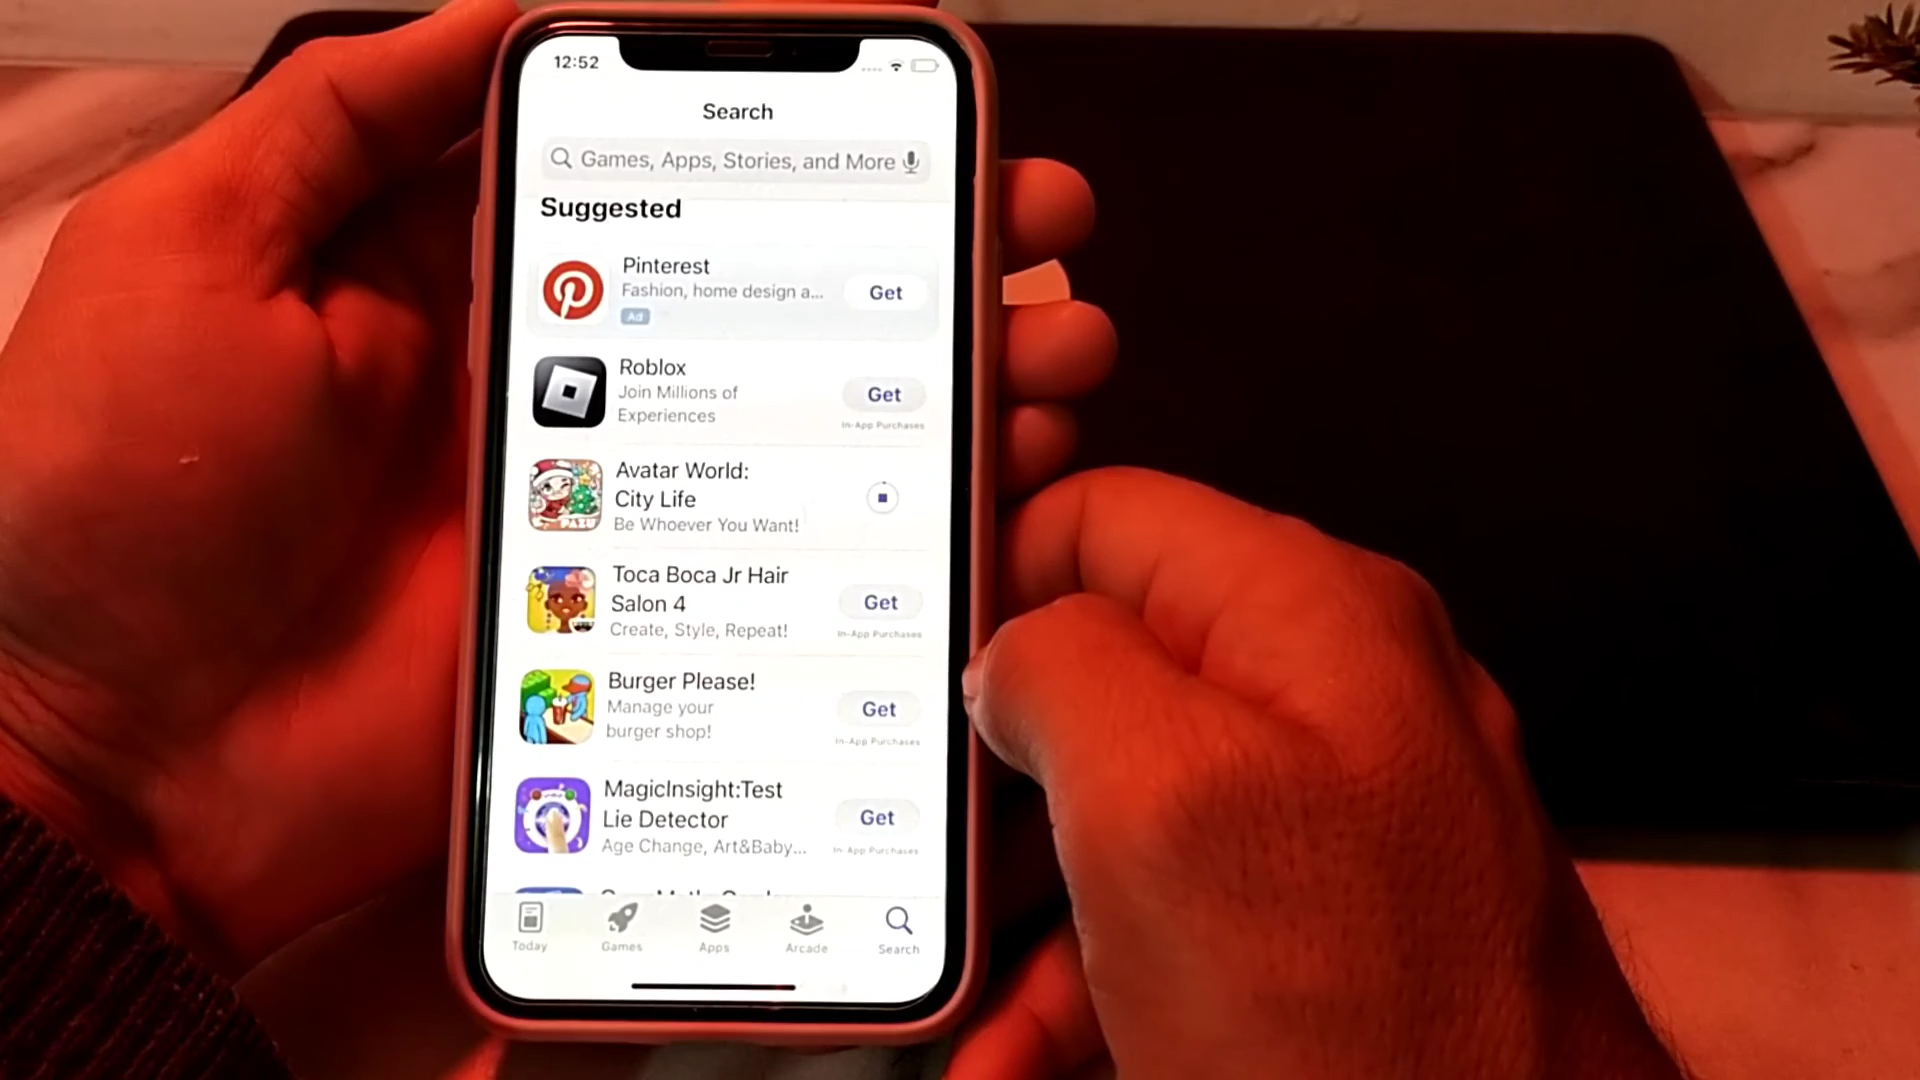 12:52
Search
Games, Apps, Stories, and More
Suggested
Pinterest
Fashion, home design a...
Ad
Get
Roblox
Join Millions of
Experiences
Get
In-App Purchases
Avatar World:
City Life
Be Whoever You Want!
PAZU
Toca Boca Jr Hair
Salon 4
Create, Style, Repeat!
Get
In-App Purchases
Burger Please!
Manage your
burger shop!
Get
In-App Purchases
MagicInsight:Test
Lie Detector
Age Change, Art&Baby...
Get
In-App Purchases
Today
Games
Apps
Arcade
Search